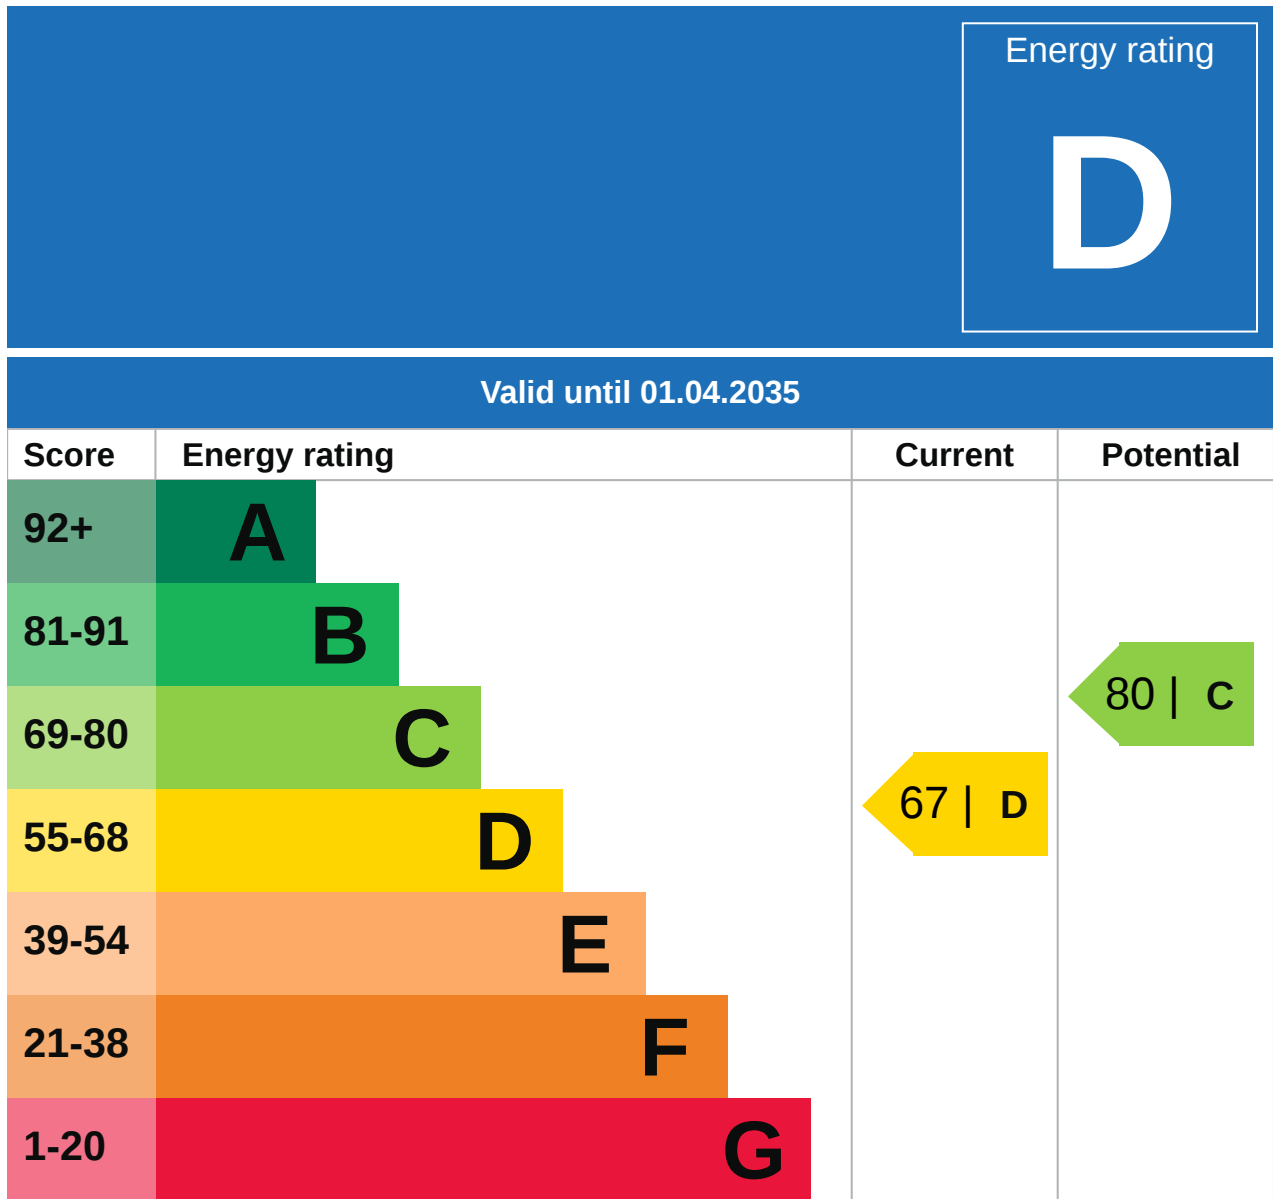 Energy rating
D
Valid until 01.04.2035
Score Energy rating Current Potential
92+ A
81-91 B
69-80 C
80 | C
55-68 D
67 | D
39-54 E
21-38 F
1-20 G